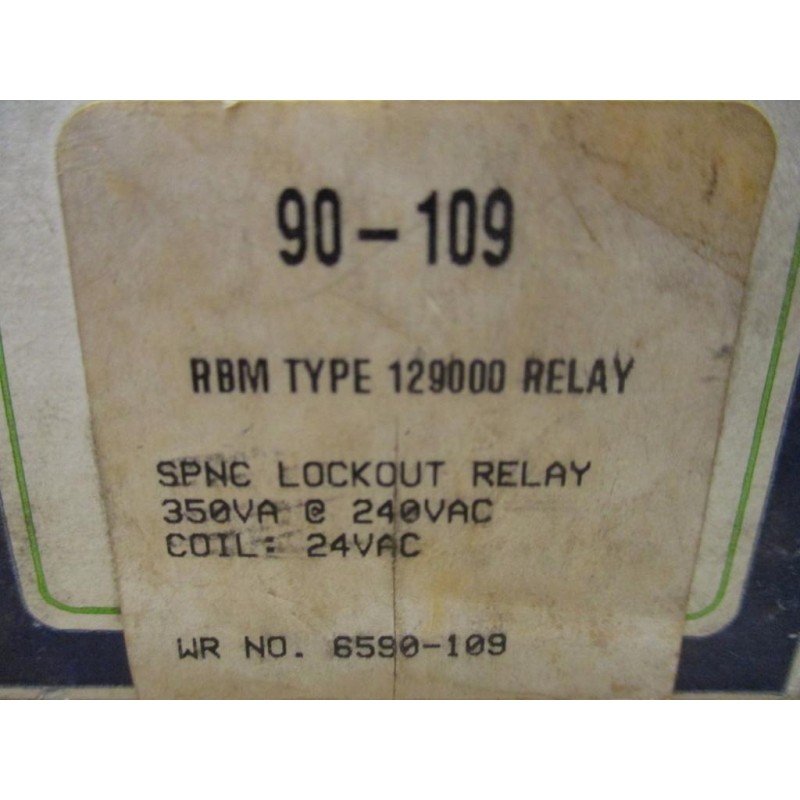 90-109
RBM TYPE 129000 RELAY
SPNC LOCKOUT RELAY
350VA @ 240VAC
COIL: 24VAC
WR NO. 6590-109